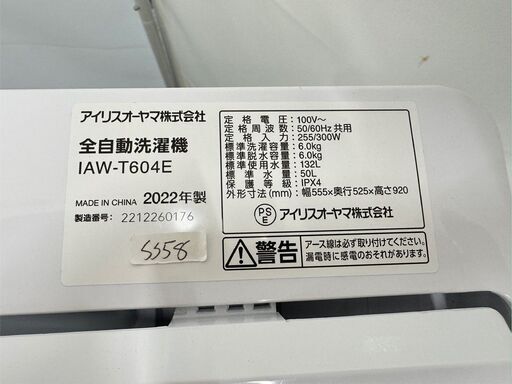 アイリスオーヤマ株式会社
全自動洗濯機
IAW-T604E
MADE IN CHINA 2022年製
製造番号: 2212260176
5558
定格電圧: 100V～
定格周波数: 50/60Hz 共用
定格入力: 255/300W
標準洗濯容量: 6.0kg
標準脱水容量: 6.0kg
標準使用水量: 132L
標準水量: 50L
保護等級: IPX4
外形寸法(mm): 幅555×奥行525×高さ920
PS
E
アイリスオーヤマ株式会社
警告
アース線は必ず取り付けてください。
漏電時に感電のおそれがあります。